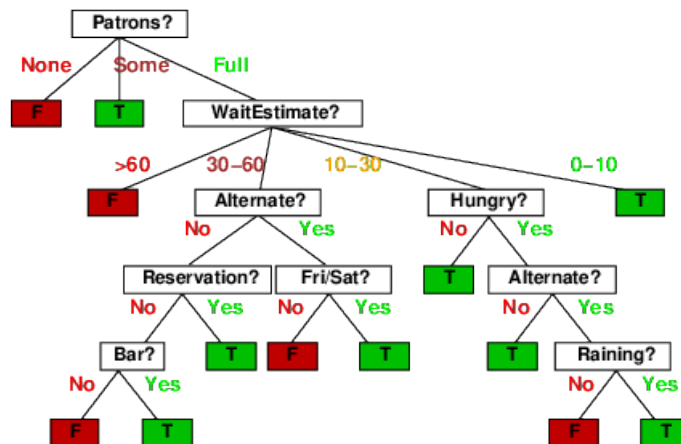 Patrons?
None Some Full
F T WaitEstimate?
>60 30−60 10−30 0−10
F Alternate? Hungry? T
No Yes No Yes
Reservation? Fri/Sat? T Alternate?
No Yes No Yes No Yes
Bar? T F T T Raining?
No Yes No Yes
F T F T